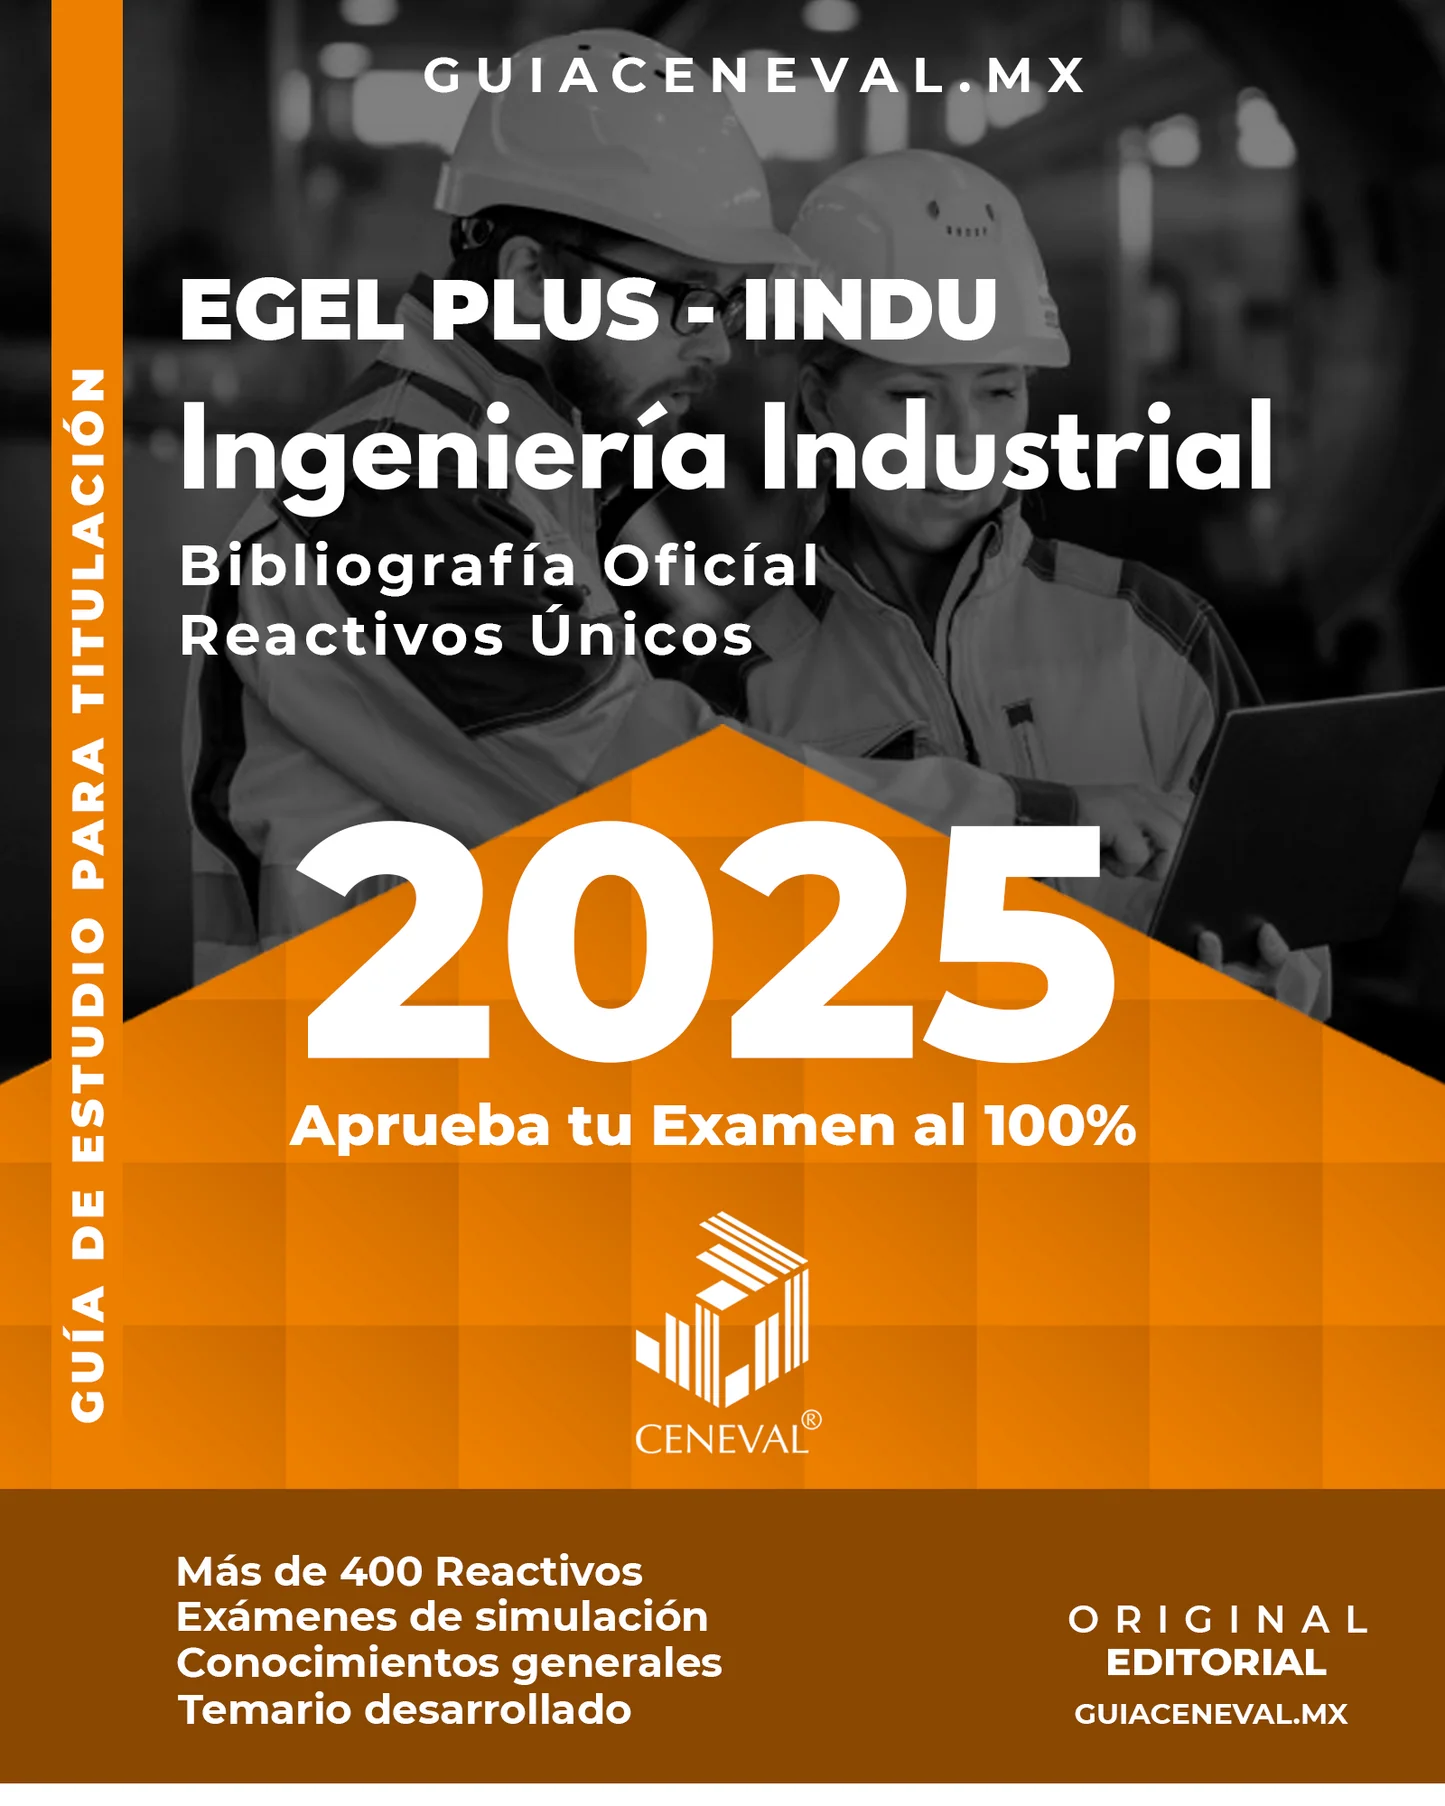 GUIACENEVAL.MX
EGEL PLUS - IINDU
Ingeniería Industrial
Bibliografía Oficíal
Reactivos Únicos
GUÍA DE ESTUDIO PARA TITULACIÓN
2025
Aprueba tu Examen al 100%
CENEVAL®
Más de 400 Reactivos
Exámenes de simulación
Conocimientos generales
Temario desarrollado
ORIGINAL
EDITORIAL
GUIACENEVAL.MX